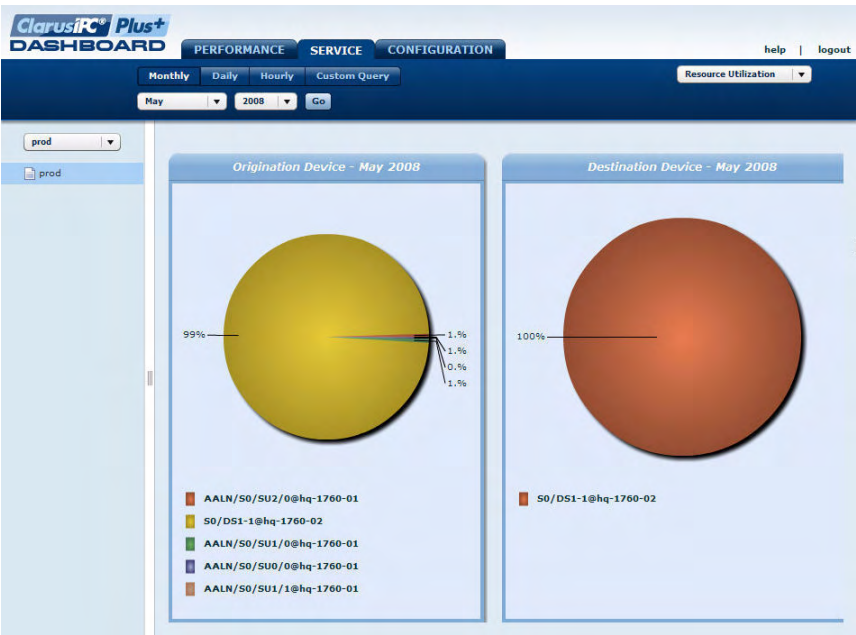 ClarusIPC® Plus+
DASHBOARD
PERFORMANCE SERVICE CONFIGURATION
help | logout
Monthly Daily Hourly Custom Query
Resource Utilization
May 2008 Go
prod
prod
Origination Device - May 2008
99%
1.%
1.%
0.%
1.%
AALN/S0/SU2/0@hq-1760-01
S0/DS1-1@hq-1760-02
AALN/S0/SU1/0@hq-1760-01
AALN/S0/SU0/0@hq-1760-01
AALN/S0/SU1/1@hq-1760-01
Destination Device - May 2008
100%
S0/DS1-1@hq-1760-02